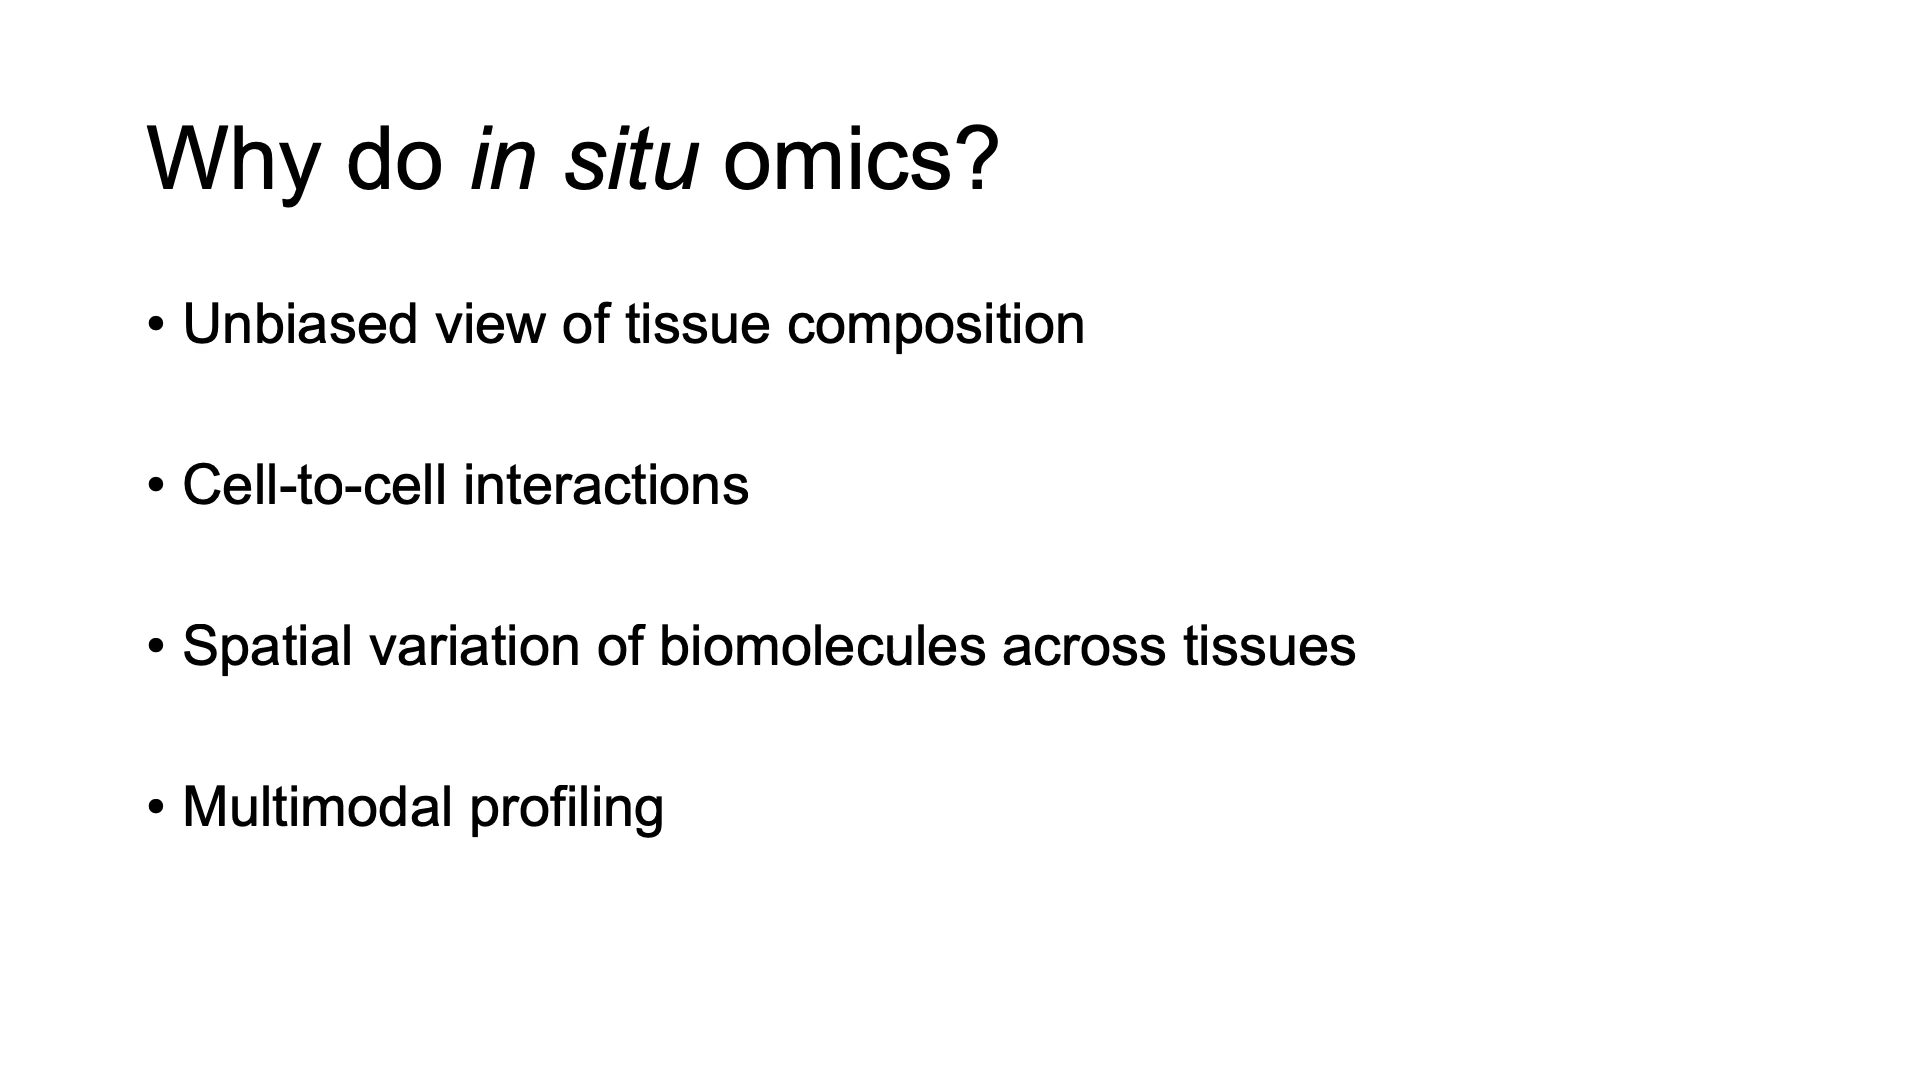 Why do in situ omics?
• Unbiased view of tissue composition
• Cell-to-cell interactions
• Spatial variation of biomolecules across tissues
• Multimodal profiling